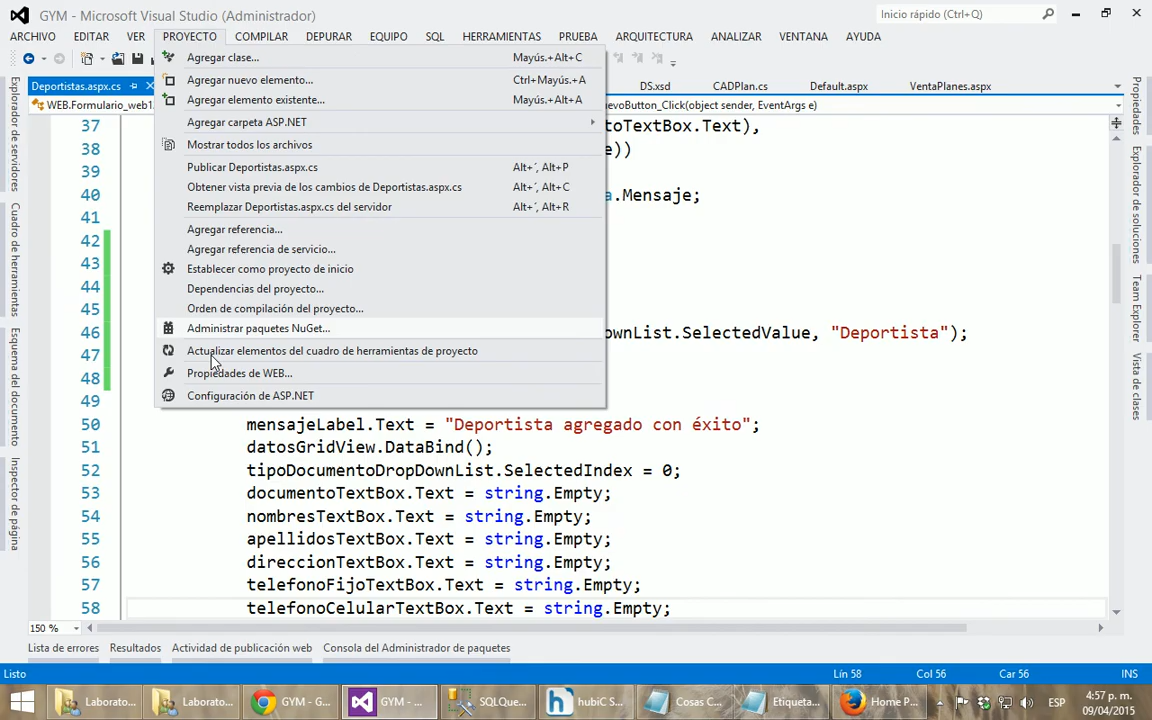 GYM - Microsoft Visual Studio (Administrador)
Inicio rápido (Ctrl+Q)
ARCHIVO EDITAR VER PROYECTO COMPILAR DEPURAR EQUIPO SQL HERRAMIENTAS PRUEBA ARQUITECTURA ANALIZAR VENTANA AYUDA
Agregar clase... Mayús.+Alt+C
Agregar nuevo elemento... Ctrl+Mayús.+A
Agregar elemento existente... Mayús.+Alt+A
Agregar carpeta ASP.NET
Mostrar todos los archivos
Publicar Deportistas.aspx.cs Alt+´, Alt+P
Obtener vista previa de los cambios de Deportistas.aspx.cs Alt+´, Alt+C
Reemplazar Deportistas.aspx.cs del servidor Alt+´, Alt+R
Agregar referencia...
Agregar referencia de servicio...
Establecer como proyecto de inicio
Dependencias del proyecto...
Orden de compilación del proyecto...
Administrar paquetes NuGet...
Actualizar elementos del cuadro de herramientas de proyecto
Propiedades de WEB...
Configuración de ASP.NET
Deportistas.aspx.cs DS.xsd CADPlan.cs Default.aspx VentaPlanes.aspx
WEB.Formulario_web1 evoButton_Click(object sender, EventArgs e)
37 toTextBox.Text),
38 e))
39
40 a.Mensaje;
41
42
43
44
45
46 ownList.SelectedValue, "Deportista");
47
48
49
50 mensajeLabel.Text = "Deportista agregado con éxito";
51 datosGridView.DataBind();
52 tipoDocumentoDropDownList.SelectedIndex = 0;
53 documentoTextBox.Text = string.Empty;
54 nombresTextBox.Text = string.Empty;
55 apellidosTextBox.Text = string.Empty;
56 direccionTextBox.Text = string.Empty;
57 telefonoFijoTextBox.Text = string.Empty;
58 telefonoCelularTextBox.Text = string.Empty;
150 %
Explorador de servidores
Cuadro de herramientas
Esquema del documento
Inspector de página
Propiedades
Explorador de soluciones
Team Explorer
Vista de clases
Lista de errores Resultados Actividad de publicación web Consola del Administrador de paquetes
Listo Lín 58 Col 56 Car 56 INS
Laborato... Laborato... GYM - Goo... GYM - ... SQLQue... hubiC S... Cosas C... Etiqueta... Home P... ESP
4:57 p. m.
09/04/2015